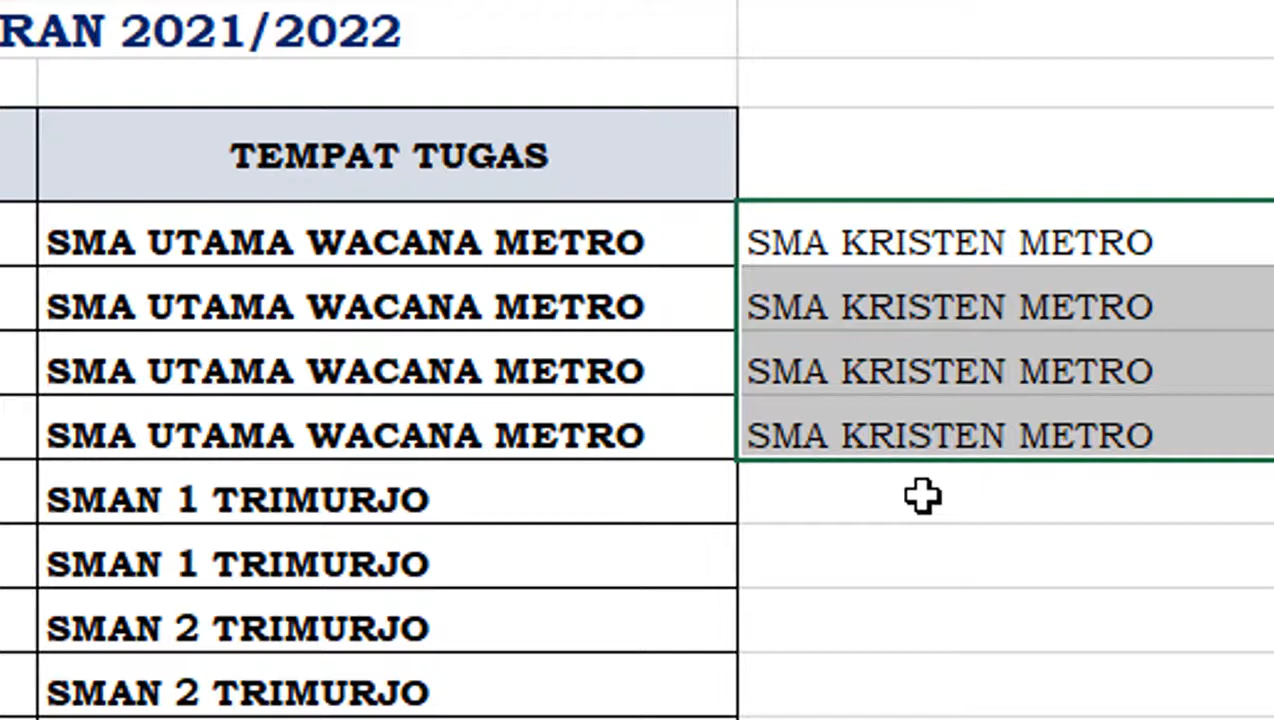 RAN 2021/2022
TEMPAT TUGAS
SMA UTAMA WACANA METRO SMA KRISTEN METRO
SMA UTAMA WACANA METRO SMA KRISTEN METRO
SMA UTAMA WACANA METRO SMA KRISTEN METRO
SMA UTAMA WACANA METRO SMA KRISTEN METRO
SMAN 1 TRIMURJO
SMAN 1 TRIMURJO
SMAN 2 TRIMURJO
SMAN 2 TRIMURJO